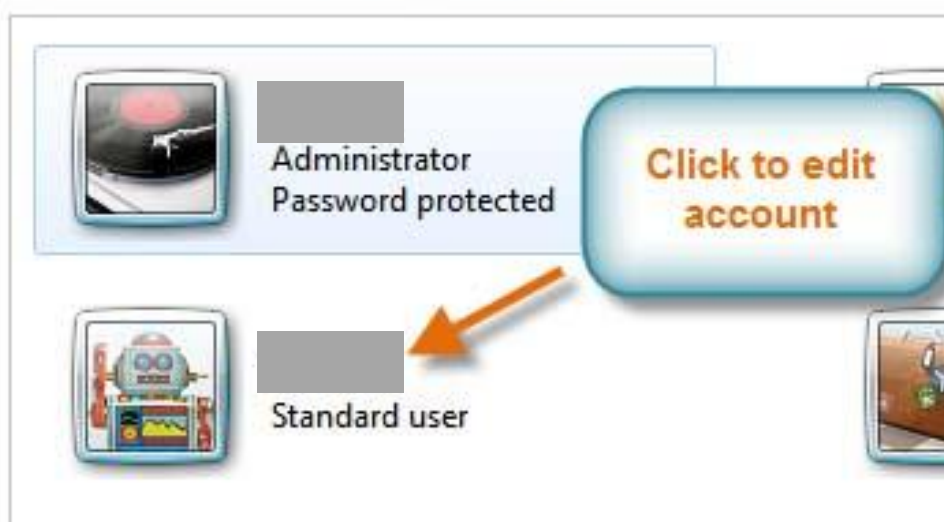 Administrator
Password protected
Click to edit
account
Standard user